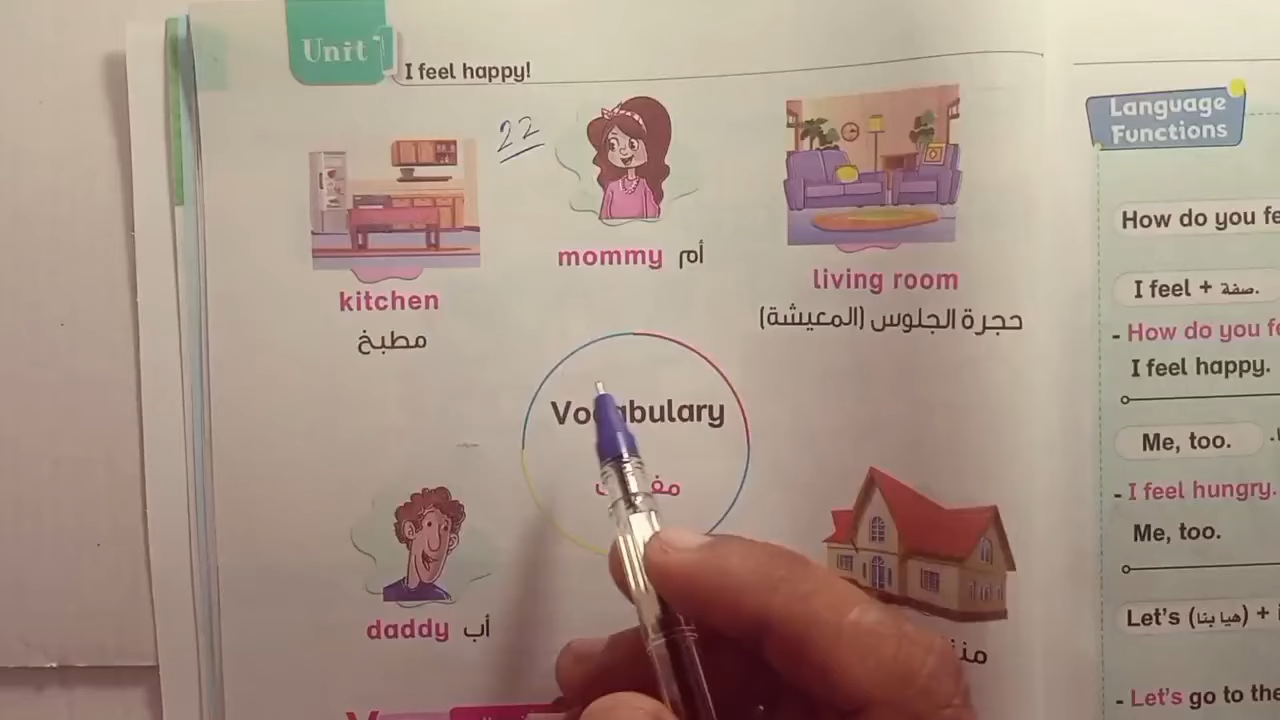 Unit 1
I feel happy!
22
mommy أم
kitchen
مطبخ
living room
حجرة الجلوس (المعيشة)
Vocabulary
daddy أب
Language
Functions
How do you
I feel + صفة.
- How do you
I feel happy.
Me, too.
- I feel hungry.
Me, too.
Let's (هيا بنا) +
- Let's go to the